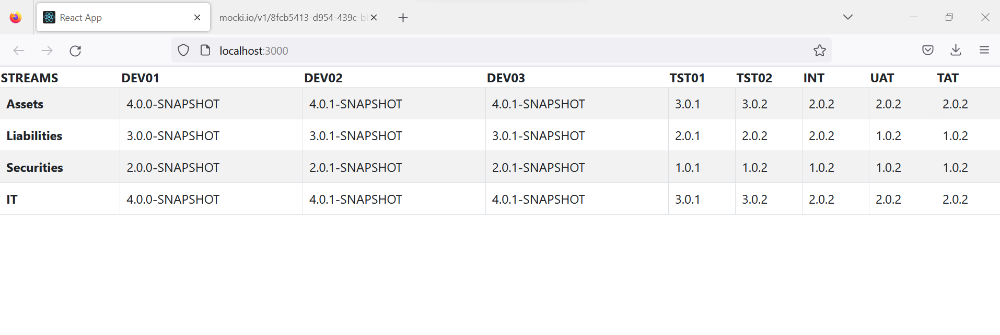 React App
mocki.io/v1/8fcb5413-d954-439c-b
localhost:3000
STREAMS DEV01 DEV02 DEV03 TST01 TST02 INT UAT TAT
Assets 4.0.0-SNAPSHOT 4.0.1-SNAPSHOT 4.0.1-SNAPSHOT 3.0.1 3.0.2 2.0.2 2.0.2 2.0.2
Liabilities 3.0.0-SNAPSHOT 3.0.1-SNAPSHOT 3.0.1-SNAPSHOT 2.0.1 2.0.2 2.0.2 1.0.2 1.0.2
Securities 2.0.0-SNAPSHOT 2.0.1-SNAPSHOT 2.0.1-SNAPSHOT 1.0.1 1.0.2 1.0.2 1.0.2 1.0.2
IT 4.0.0-SNAPSHOT 4.0.1-SNAPSHOT 4.0.1-SNAPSHOT 3.0.1 3.0.2 2.0.2 2.0.2 2.0.2